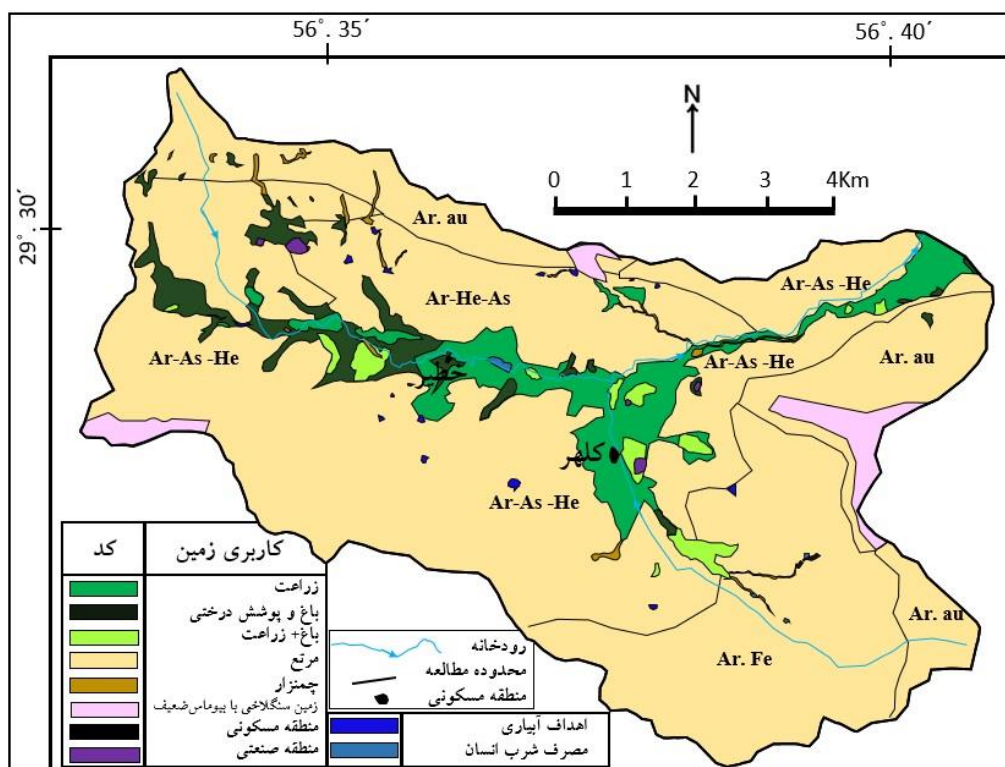 56°. 35´
56°. 40´
29°. 30´
N
0 1 2 3 4Km
Ar. au
Ar-As -He
Ar-He-As
Ar-As -He
Ar-As -He
Ar. au
خضر
کلهر
Ar-As -He
Ar. au
Ar. Fe
کد
کاربری زمین
زراعت
باغ و پوشش درختی
باغ+ زراعت
مرتع
چمنزار
زمین سنگلاخی با بیوماس‌ضعیف
منطقه مسکونی
منطقه صنعتی
رودخانه
محدوده مطالعه
منطقه مسکونی
اهداف آبیاری
مصرف شرب انسان